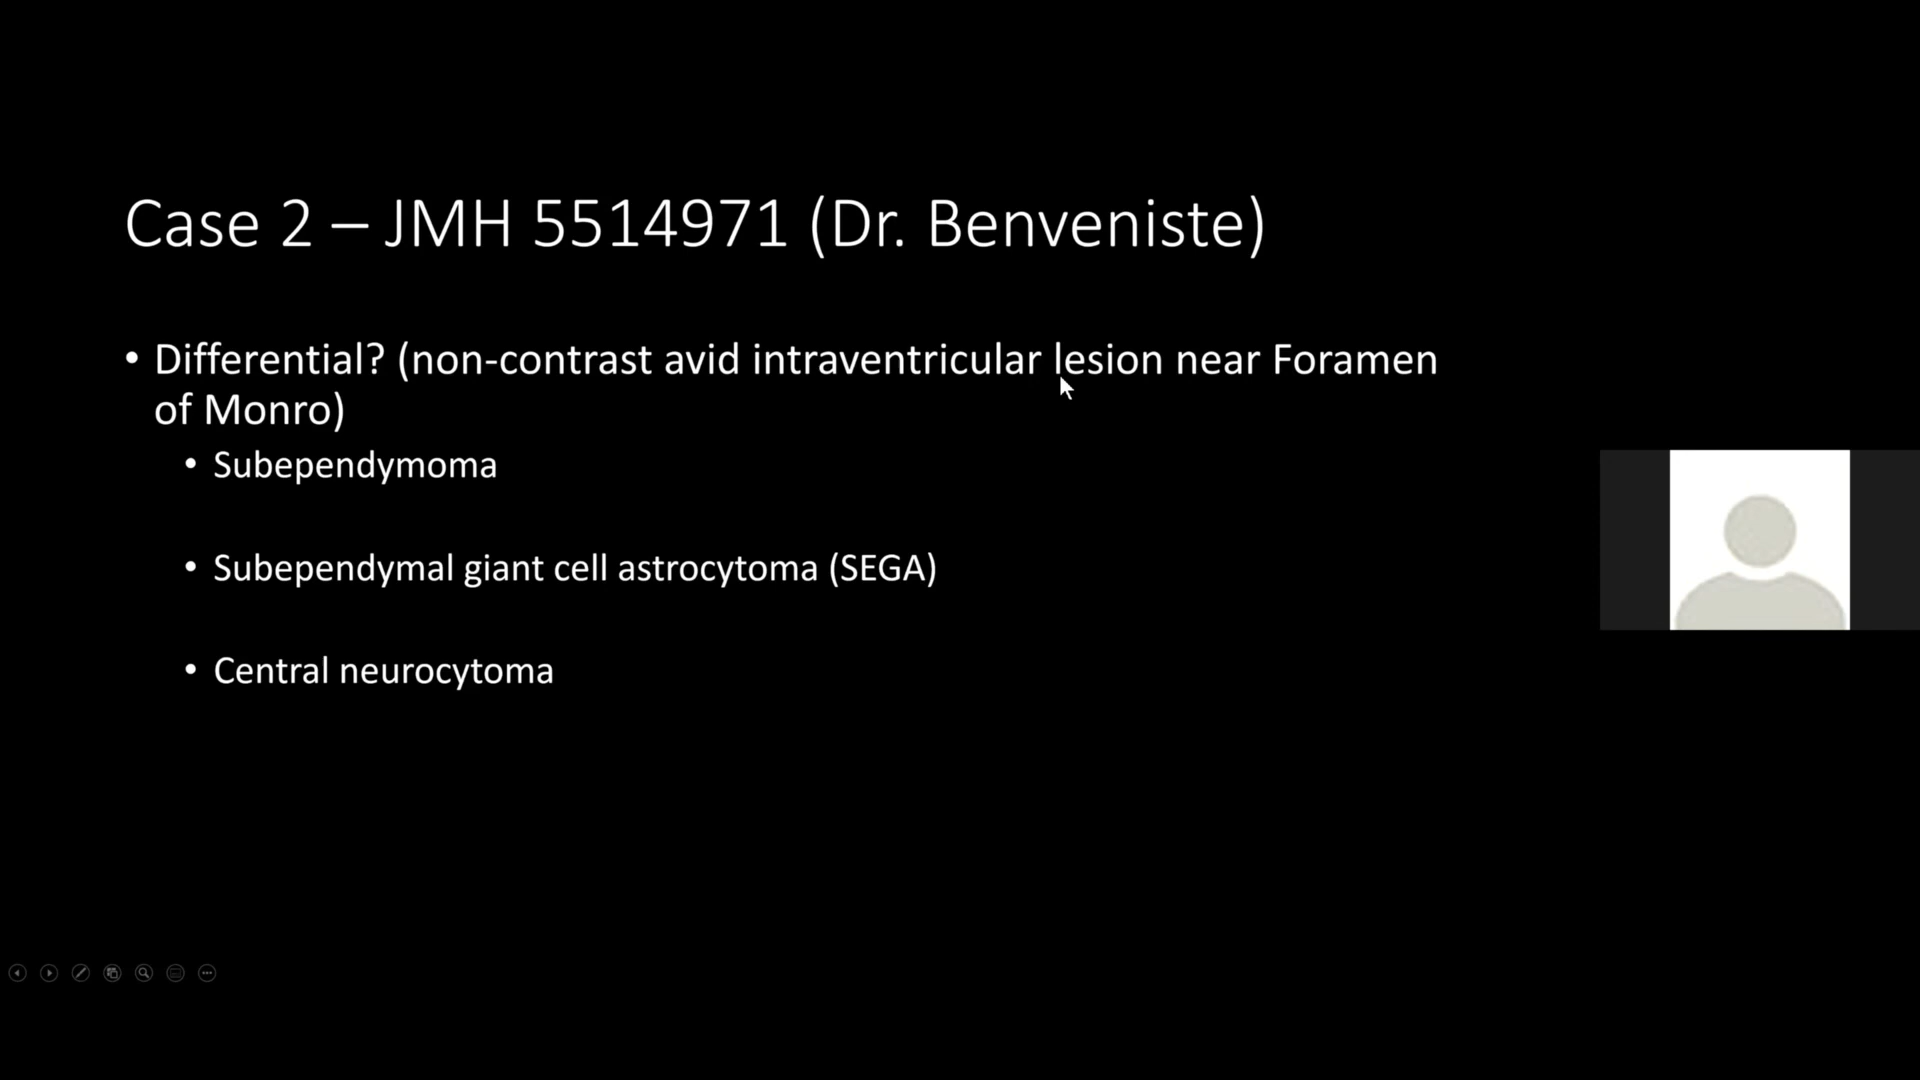 Case 2 – JMH 5514971 (Dr. Benveniste)
• Differential? (non-contrast avid intraventricular lesion near Foramen
of Monro)
• Subependymoma
• Subependymal giant cell astrocytoma (SEGA)
• Central neurocytoma